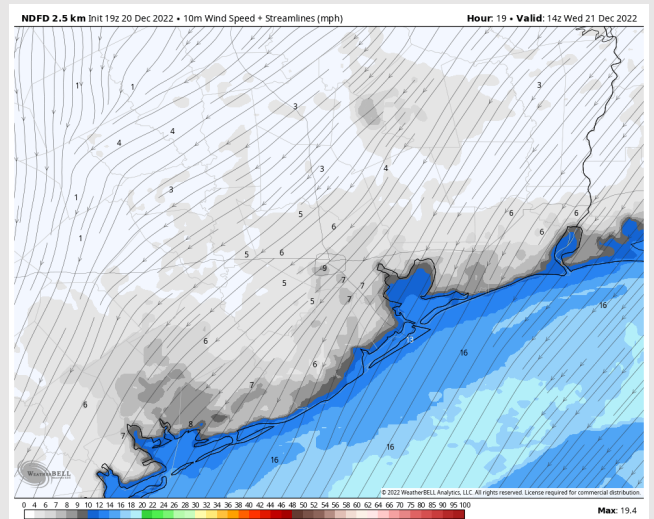 NDFD 2.5 km Init 19z 20 Dec 2022 • 10m Wind Speed + Streamlines (mph) Hour: 19 • Valid: 14z Wed 21 Dec 2022
1 1 3 3
4 4
3 3 4
1
5 6 6
6 6
1
5 6
9
5 7 7
5 7
16
13
6 16
6
7
6
8
7
16
16
WeatherBELL
© 2022 WeatherBELL Analytics, LLC. All rights reserved. License required for commercial distribution.
0 4 6 7 8 10 12 14 16 18 20 22 24 26 28 30 32 34 36 38 40 42 44 46 48 50 52 54 56 58 60 62 64 66 70 75 80 85 90 95 100 Max: 19.4